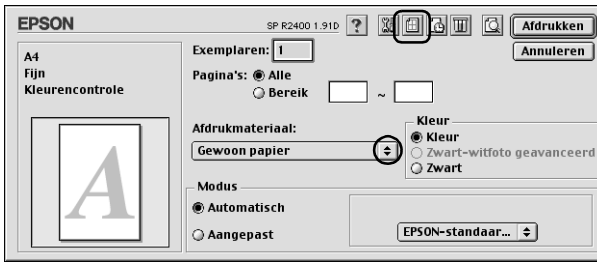 EPSON
SP R2400 1.91D ?
Afdrukken
Annuleren
A4
Fijn
Kleurencontrole
A
Exemplaren: 1
Pagina's: Alle
Bereik ~
Afdrukmateriaal:
Gewoon papier
Kleur
Kleur
Zwart-witfoto geavanceerd
Zwart
Modus
Automatisch
Aangepast
EPSON-standaar...